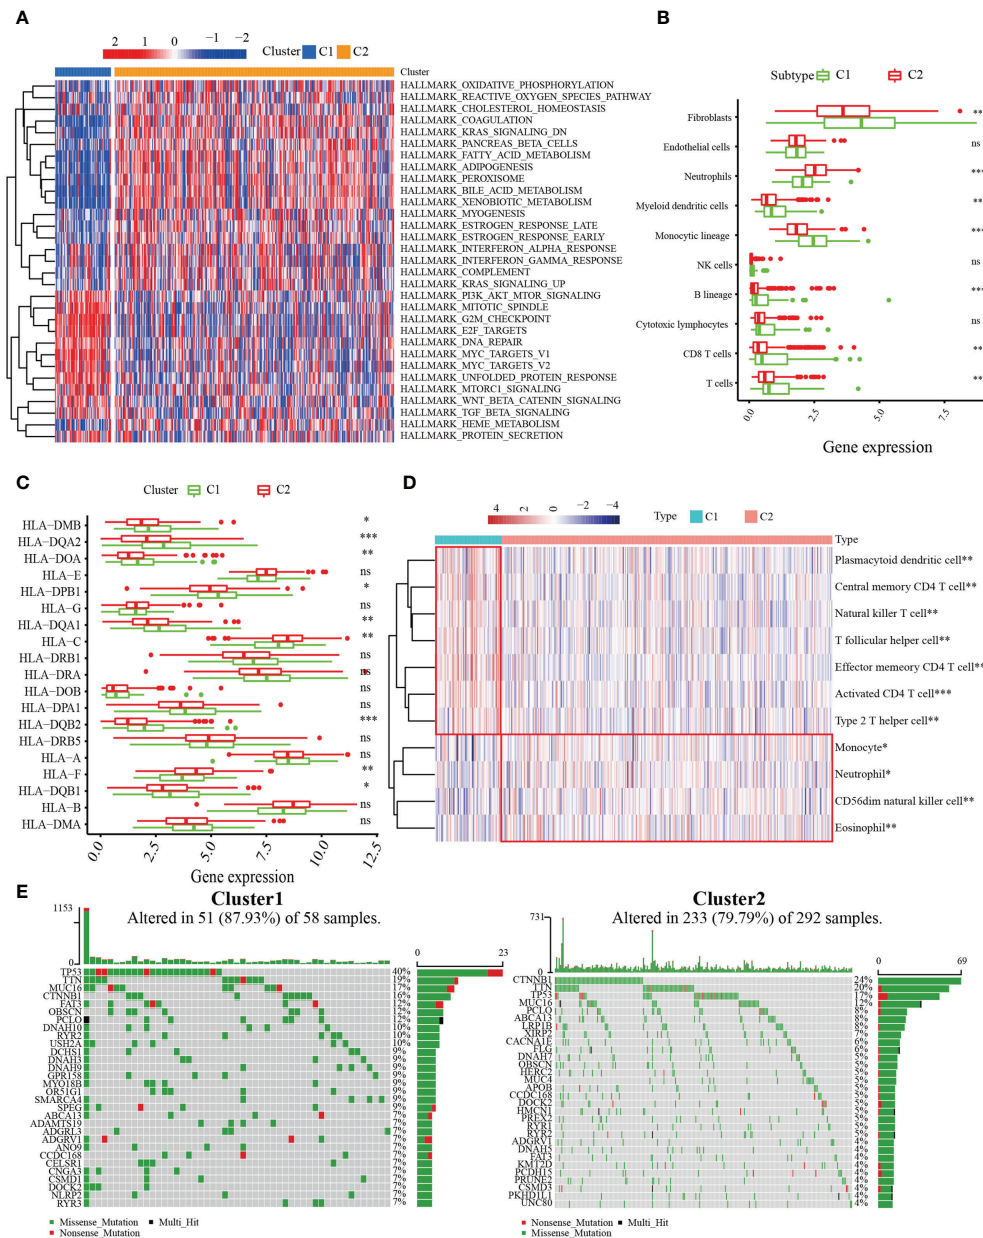 A
2 1 0 −1 −2
Cluster C1 C2
Cluster
HALLMARK_OXIDATIVE_PHOSPHORYLATION
HALLMARK_REACTIVE_OXYGEN_SPECIES_PATHWAY
HALLMARK_CHOLESTEROL_HOMEOSTASIS
HALLMARK_COAGULATION
HALLMARK_KRAS_SIGNALING_DN
HALLMARK_PANCREAS_BETA_CELLS
HALLMARK_FATTY_ACID_METABOLISM
HALLMARK_ADIPOGENESIS
HALLMARK_PEROXISOME
HALLMARK_BILE_ACID_METABOLISM
HALLMARK_XENOBIOTIC_METABOLISM
HALLMARK_MYOGENESIS
HALLMARK_ESTROGEN_RESPONSE_LATE
HALLMARK_ESTROGEN_RESPONSE_EARLY
HALLMARK_INTERFERON_ALPHA_RESPONSE
HALLMARK_INTERFERON_GAMMA_RESPONSE
HALLMARK_COMPLEMENT
HALLMARK_KRAS_SIGNALING_UP
HALLMARK_PI3K_AKT_MTOR_SIGNALING
HALLMARK_MITOTIC_SPINDLE
HALLMARK_G2M_CHECKPOINT
HALLMARK_E2F_TARGETS
HALLMARK_DNA_REPAIR
HALLMARK_MYC_TARGETS_V1
HALLMARK_MYC_TARGETS_V2
HALLMARK_UNFOLDED_PROTEIN_RESPONSE
HALLMARK_MTORC1_SIGNALING
HALLMARK_WNT_BETA_CATENIN_SIGNALING
HALLMARK_TGF_BETA_SIGNALING
HALLMARK_HEME_METABOLISM
HALLMARK_PROTEIN_SECRETION
B
Subtype C1 C2
Fibroblasts **
Endothelial cells ns
Neutrophils ***
Myeloid dendritic cells **
Monocytic lineage ***
NK cells ns
B lineage ***
Cytotoxic lymphocytes ns
CD8 T cells **
T cells **
0.0 2.5 5.0 7.5
Gene expression
C
Cluster C1 C2
HLA−DMB *
HLA−DQA2 ***
HLA−DOA **
HLA−E ns
HLA−DPB1 *
HLA−G ns
HLA−DQA1 **
HLA−C **
HLA−DRB1 ns
HLA−DRA ns
HLA−DOB ns
HLA−DPA1 ns
HLA−DQB2 ***
HLA−DRB5 ns
HLA−A ns
HLA−F **
HLA−DQB1 *
HLA−B ns
HLA−DMA ns
0.0 2.5 5.0 7.5 10.0 12.5
Gene expression
D
4 2 0 −2 −4
Type C1 C2
Type
Plasmacytoid dendritic cell**
Central memory CD4 T cell**
Natural killer T cell**
T follicular helper cell**
Effector memeory CD4 T cell**
Activated CD4 T cell***
Type 2 T helper cell**
Monocyte*
Neutrophil*
CD56dim natural killer cell**
Eosinophil**
E
Cluster1
Altered in 51 (87.93%) of 58 samples.
1153
0
0 23
TP53 40%
TTN 19%
MUC16 17%
CTNNB1 16%
FAT3 12%
OBSCN 12%
PCLO 12%
DNAH10 10%
RYR2 10%
USH2A 10%
DCHS1 9%
DNAH3 9%
DNAH9 9%
GPR158 9%
MYO18B 9%
OR51G1 9%
SMARCA4 9%
SPEG 9%
ABCA13 7%
ADAMTS19 7%
ADGRL3 7%
ADGRV1 7%
ANO9 7%
CCDC168 7%
CELSR1 7%
CNGA3 7%
CSMD1 7%
DOCK2 7%
NLRP2 7%
RYR3 7%
Missense_Mutation Multi_Hit
Nonsense_Mutation
Cluster2
Altered in 233 (79.79%) of 292 samples.
731
0
0 69
CTNNB1 24%
TTN 20%
TP53 17%
MUC16 12%
PCLO 8%
ABCA13 8%
LRP1B 8%
XIRP2 7%
CACNA1E 6%
FLG 6%
DNAH7 5%
OBSCN 5%
HERC2 5%
MUC4 5%
APOB 5%
CCDC168 5%
DOCK2 5%
HMCN1 5%
PREX2 5%
RYR1 5%
RYR2 5%
ADGRV1 4%
DNAH5 4%
FAT3 4%
KMT2D 4%
PCDH15 4%
PRUNE2 4%
CSMD3 4%
PKHD1L1 4%
UNC80 4%
Nonsense_Mutation Multi_Hit
Missense_Mutation